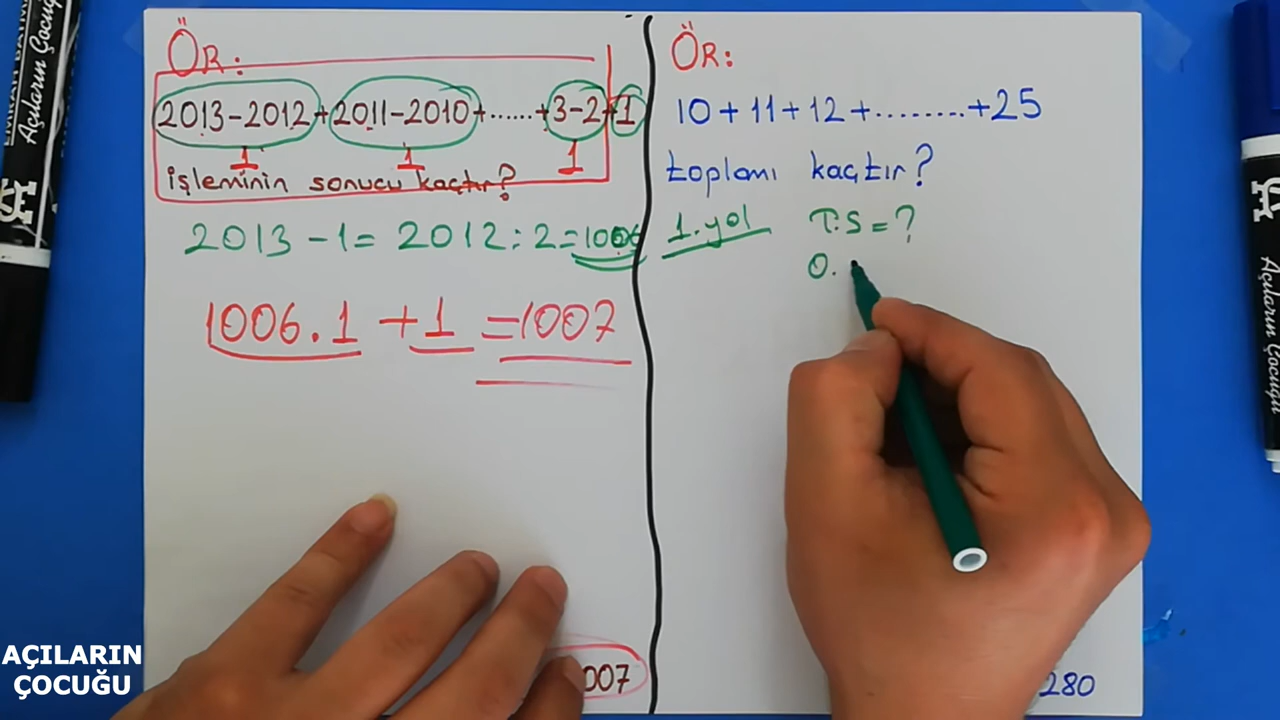 ÖR:
2013-2012+2011-2010+......+3-2+1
1 1 1
işleminin sonucu kaçtır?
2013-1=2012:2=1006
1006.1+1=1007
007
ÖR:
10+11+12+........+25
toplamı kaçtır?
1.yol T.S=?
O.
280
Açıların Çocuğu
Açıların Çocuğu
AÇILARIN
ÇOCUĞU